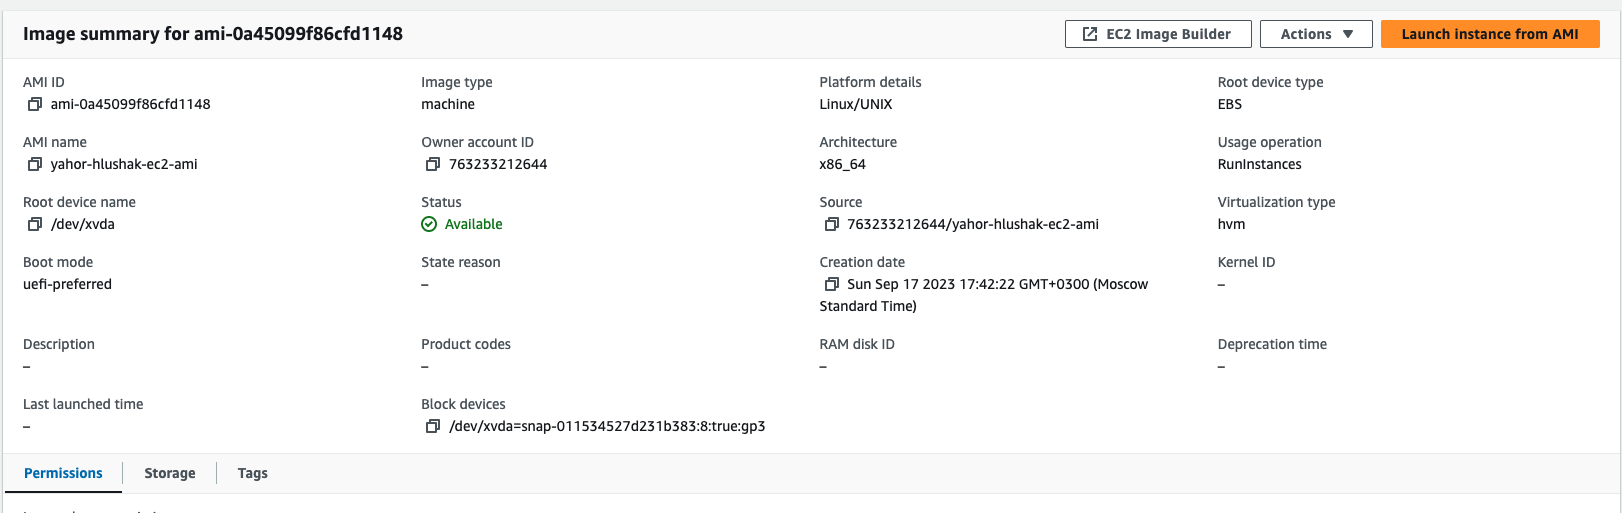 Image summary for ami-0a45099f86cfd1148
EC2 Image Builder
Actions
Launch instance from AMI
AMI ID
ami-0a45099f86cfd1148
Image type
machine
Platform details
Linux/UNIX
Root device type
EBS
AMI name
yahor-hlushak-ec2-ami
Owner account ID
763233212644
Architecture
x86_64
Usage operation
RunInstances
Root device name
/dev/xvda
Status
Available
Source
763233212644/yahor-hlushak-ec2-ami
Virtualization type
hvm
Boot mode
uefi-preferred
State reason
–
Creation date
Sun Sep 17 2023 17:42:22 GMT+0300 (Moscow
Standard Time)
Kernel ID
–
Description
–
Product codes
–
RAM disk ID
–
Deprecation time
–
Last launched time
–
Block devices
/dev/xvda=snap-011534527d231b383:8:true:gp3
Permissions
Storage
Tags